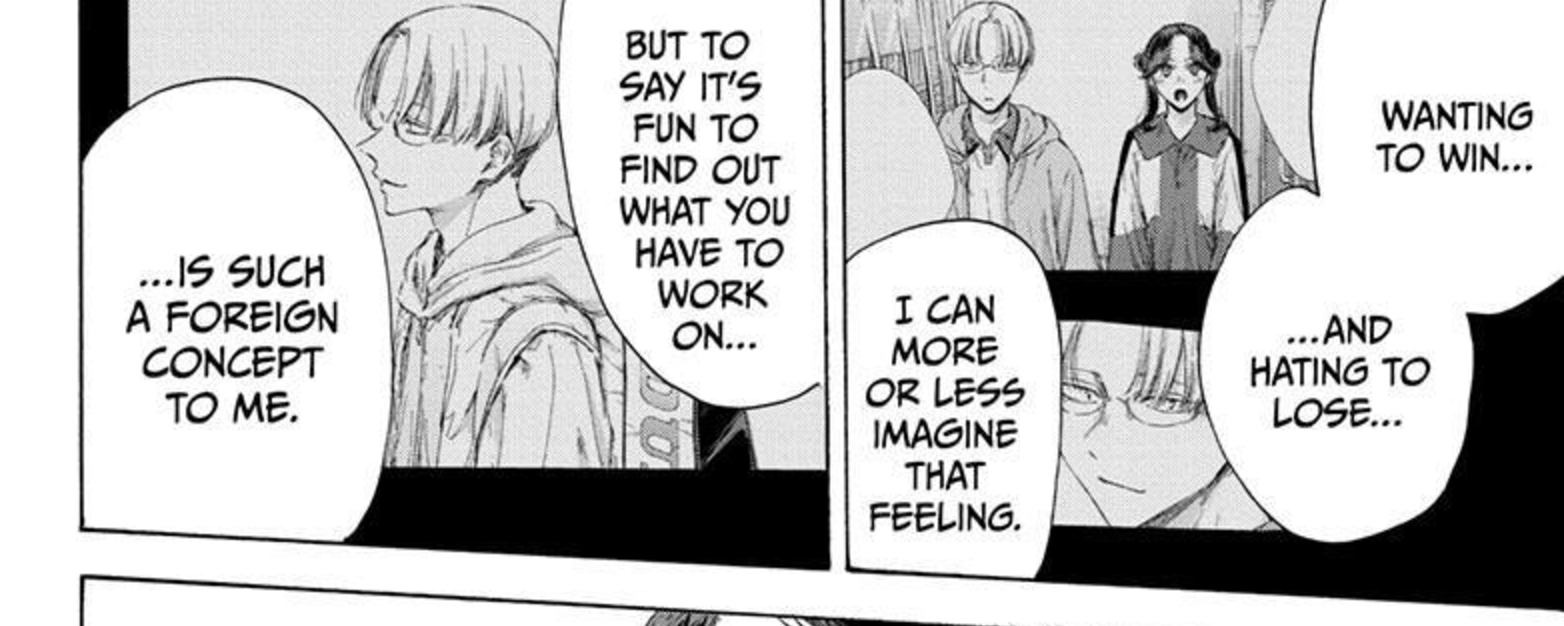 WANTING
TO WIN...
...AND
HATING TO
LOSE...
I CAN
MORE
OR LESS
IMAGINE
THAT
FEELING.
BUT TO
SAY IT'S
FUN TO
FIND OUT
WHAT YOU
HAVE TO
WORK
ON...
...IS SUCH
A FOREIGN
CONCEPT
TO ME.